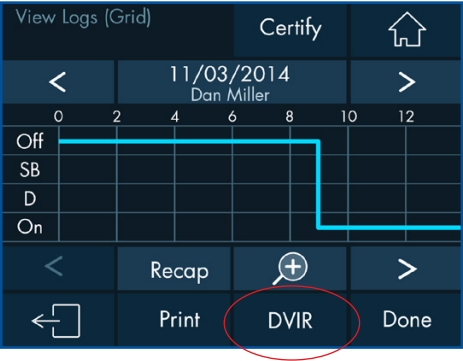 View Logs (Grid) Certify
< 11/03/2014 >
Dan Miller
0 2 4 6 8 10 12
Off
SB
D
On
< Recap >
Print DVIR Done